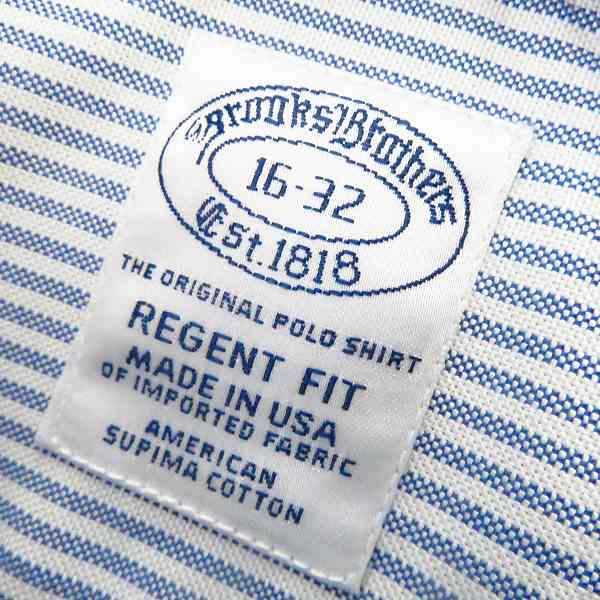 Brooks Brothers
16-32
Est. 1818
THE ORIGINAL POLO SHIRT
REGENT FIT
MADE IN USA
OF IMPORTED FABRIC
AMERICAN
SUPIMA COTTON